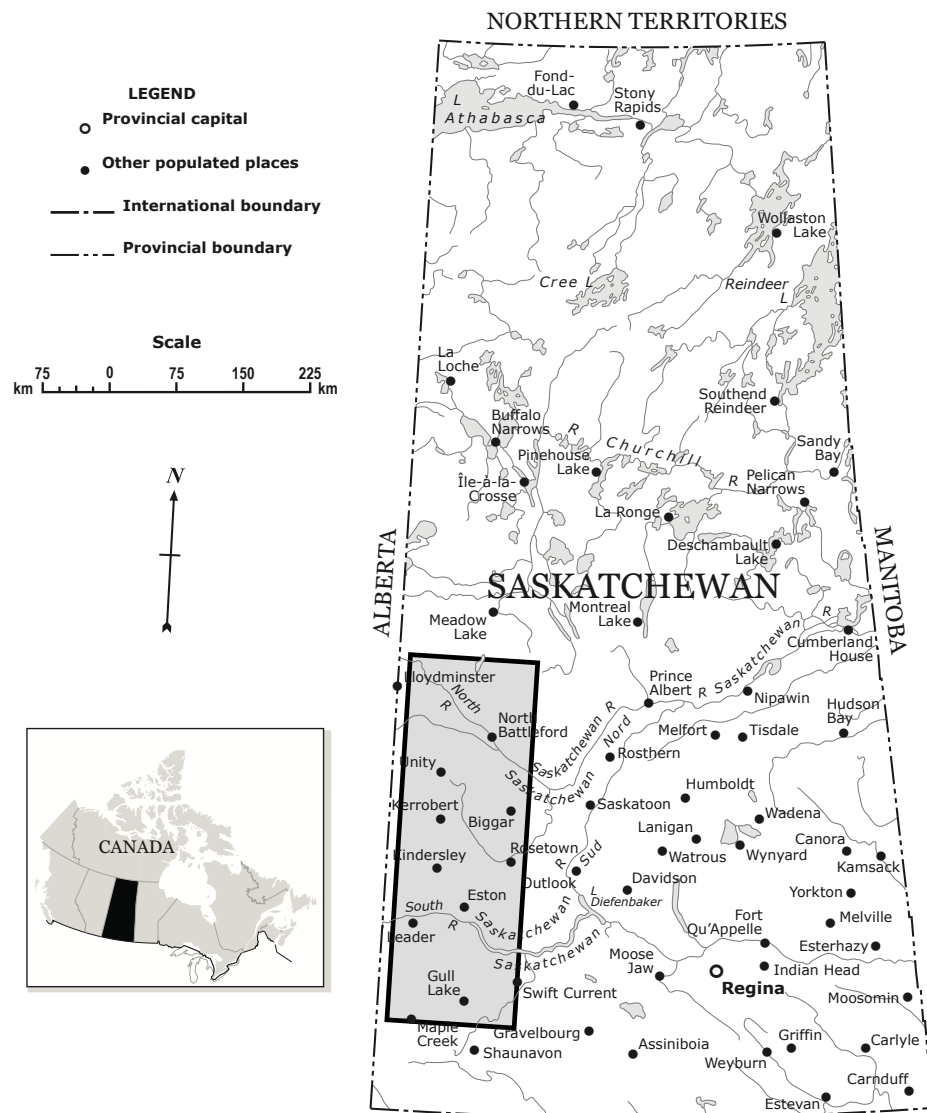 NORTHERN TERRITORIES
LEGEND
Provincial capital
Other populated places
International boundary
Provincial boundary
Scale
75 0 75 150 225
km km
N
CANADA
ALBERTA
MANITOBA
SASKATCHEWAN
Fond-
du-Lac
Stony
Rapids
L
Athabasca
Wollaston
Lake
Cree L
Reindeer
L
La
Loche
Southend
Reindeer
Buffalo
Narrows
R Churchill R
Pinehouse
Lake
Sandy
Bay
Île-à-la-
Crosse
Pelican
Narrows
La Ronge
Deschambault
Lake
Meadow
Lake
Montreal
Lake
R
Cumberland
House
R Saskatchewan
Lloydminster
North
R
Prince
Albert
Nipawin
North
Battleford
Saskatchewan R
Nord
Melfort
Tisdale
Hudson
Bay
Rosthern
Unity
Saskatchewan
Humboldt
Kerrobert
Biggar
Saskatoon
Wadena
Lanigan
Canora
Kindersley
Rosetown
Sud
R
Watrous
Wynyard
Kamsack
Outlook
Davidson
L
Diefenbaker
Yorkton
Eston
South
R
Saskatchewan
Leader
Melville
Fort
Qu’Appelle
Esterhazy
Saskatchewan
Moose
Jaw
Indian Head
Gull
Lake
Swift Current
Regina
Moosomin
Maple
Creek
Gravelbourg
Shaunavon
Assiniboia
Griffin
Weyburn
Carlyle
Carnduff
Estevan